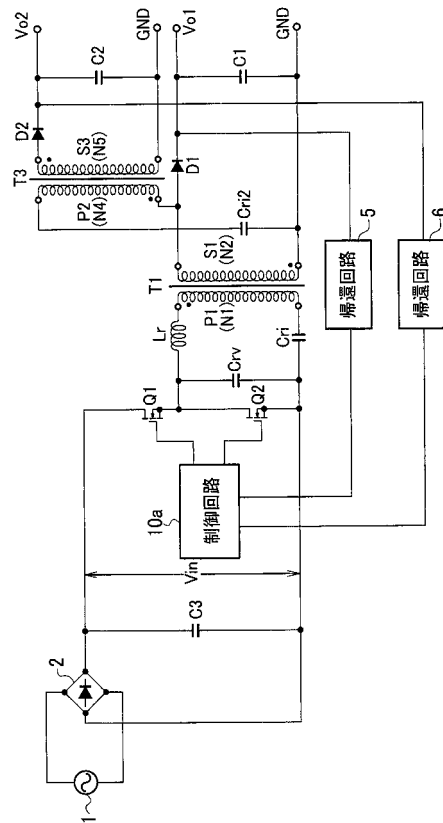 1
2
C3
Vin
10a
制御回路
Q1
Q2
Crv
Lr
Cri
P1
(N1)
T1
S1
(N2)
Cri2
P2
(N4)
T3
S3
(N5)
D2
D1
C2
C1
Vo2
GND
Vo1
GND
帰還回路
5
帰還回路
6